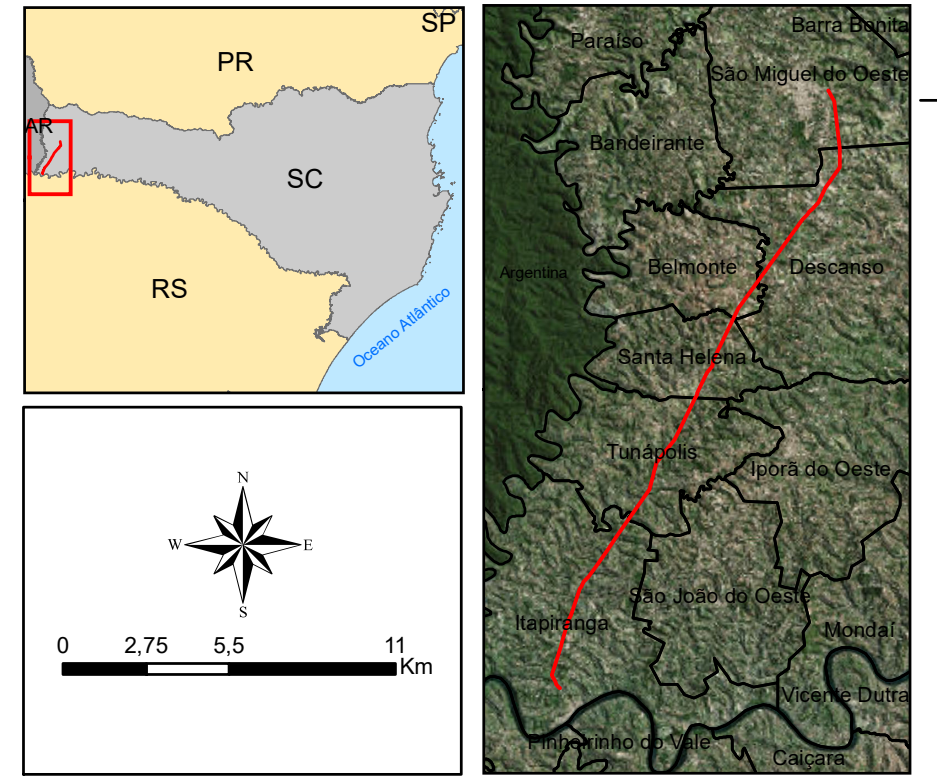 SP
PR
AR
SC
RS
Oceano Atlântico
N
W
E
S
0
2,75
5,5
11
Km
Barra Bonita
Paraíso
São Miguel do Oeste
Bandeirante
Argentina
Belmonte
Descanso
Santa Helena
Tunápolis
Iporã do Oeste
São João do Oeste
Itapiranga
Mondaí
Vicente Dutra
Pinheirinho do Vale
Caiçara